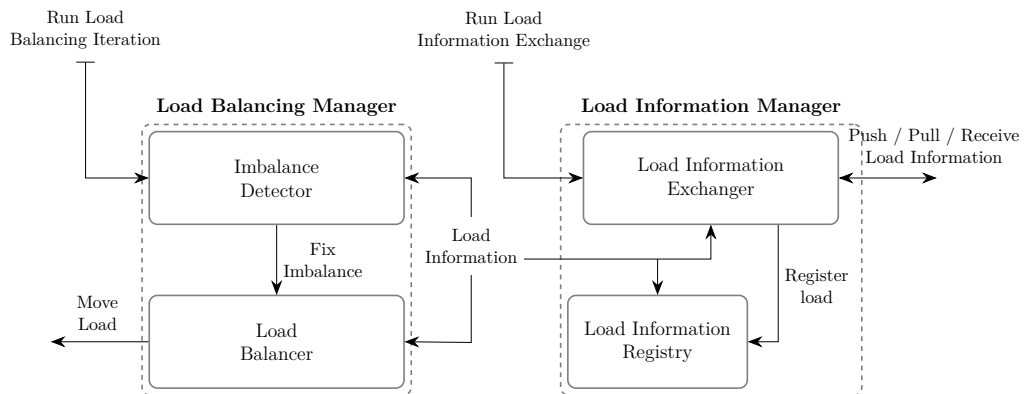 Run Load
Balancing Iteration
Run Load
Information Exchange
Load Balancing Manager
Load Information Manager
Imbalance
Detector
Load Information
Exchanger
Push / Pull / Receive
Load Information
Fix
Imbalance
Load
Information
Register
load
Move
Load
Load
Balancer
Load Information
Registry